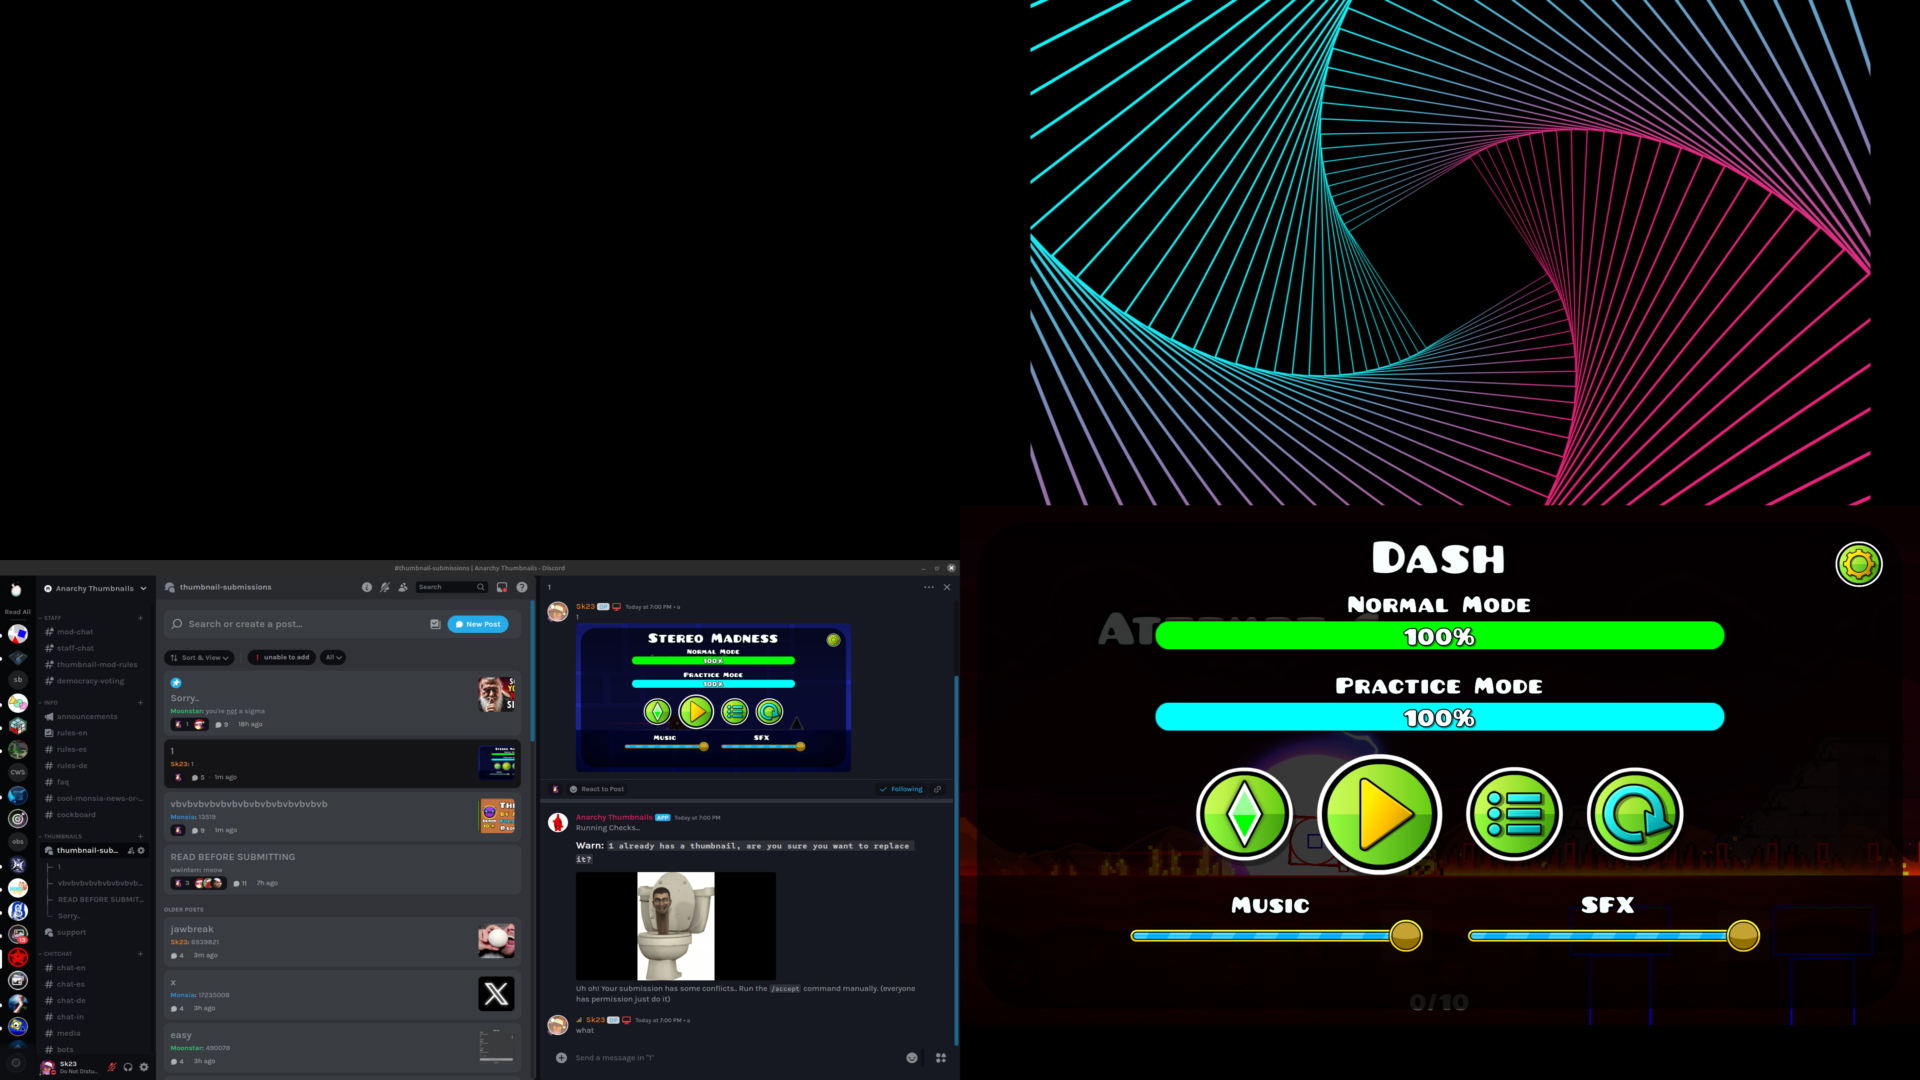 #thumbnail-submissions | Anarchy Thumbnails - Discord
Read All
Anarchy Thumbnails
STAFF
mod-chat
staff-chat
thumbnail-mod-rules
democracy-voting
INFO
announcements
rules-en
rules-es
rules-de
faq
cool-monsia-news-or-...
cockboard
THUMBNAILS
thumbnail-sub...
1
vbvbvbvbvbvbvbvbvb...
READ BEFORE SUBMIT...
Sorry..
support
CHITCHAT
chat-en
chat-es
chat-de
chat-in
media
bots
sb
CWS
obs
13
Sk23
Do Not Distu...
thumbnail-submissions
Search
Search or create a post...
New Post
Sort & View
! unable to add
All
Sorry..
Moonstar: you're not a sigma
1 9 · 18h ago
1
Sk23: 1
5 · 1m ago
vbvbvbvbvbvbvbvbvbvbvbvbvbvb
Monsia: 13519
9 · 1m ago
READ BEFORE SUBMITTING
wwintern meow
3 11 7h ago
OLDER POSTS
jawbreak
Sk23: 6939821
4 · 3m ago
x
Monsia: 17235008
4 · 3h ago
easy
Moonstar: 490078
4 · 3h ago
1
Sk23 Today at 7:00 PM • a
1
STEREO MADNESS
NORMAL MODE
100%
PRACTICE MODE
100%
MUSIC SFX
React to Post
Following
Anarchy Thumbnails APP Today at 7:00 PM
Running Checks..
Warn: 1 already has a thumbnail, are you sure you want to replace
it?
Uh oh! Your submission has some conflicts.. Run the /accept command manually. (everyone
has permission just do it)
Sk23 Today at 7:00 PM • a
what
Send a message in "1"
DASH
NORMAL MODE
100%
PRACTICE MODE
100%
MUSIC SFX
0/10